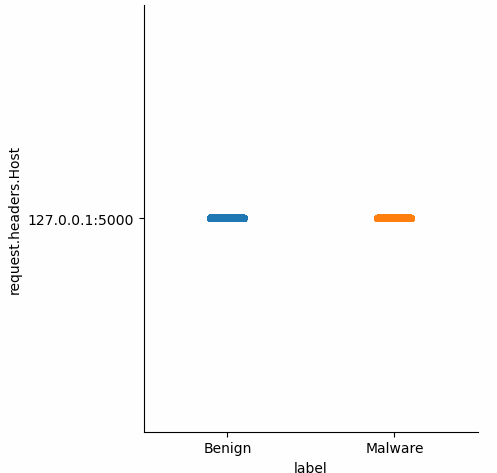 request.headers.Host
127.0.0.1:5000
Benign
Malware
label